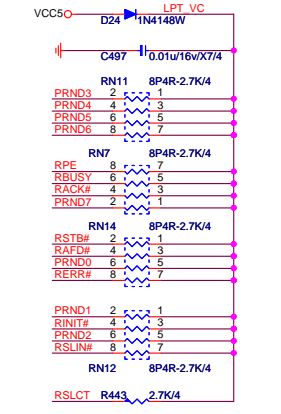 LPT_VC
VCC5
D24 1N4148W
C497 0.01u/16v/X7/4
RN11 8P4R-2.7K/4
PRND3 2 1
PRND4 4 3
PRND5 6 5
PRND6 8 7
RN7 8P4R-2.7K/4
RPE 8 7
RBUSY 6 5
RACK# 4 3
PRND7 2 1
RN14 8P4R-2.7K/4
RSTB# 2 1
RAFD# 4 3
PRND0 6 5
RERR# 8 7
PRND1 2 1
RINIT# 4 3
PRND2 6 5
RSLIN# 8 7
RN12 8P4R-2.7K/4
RSLCT R443 2.7K/4